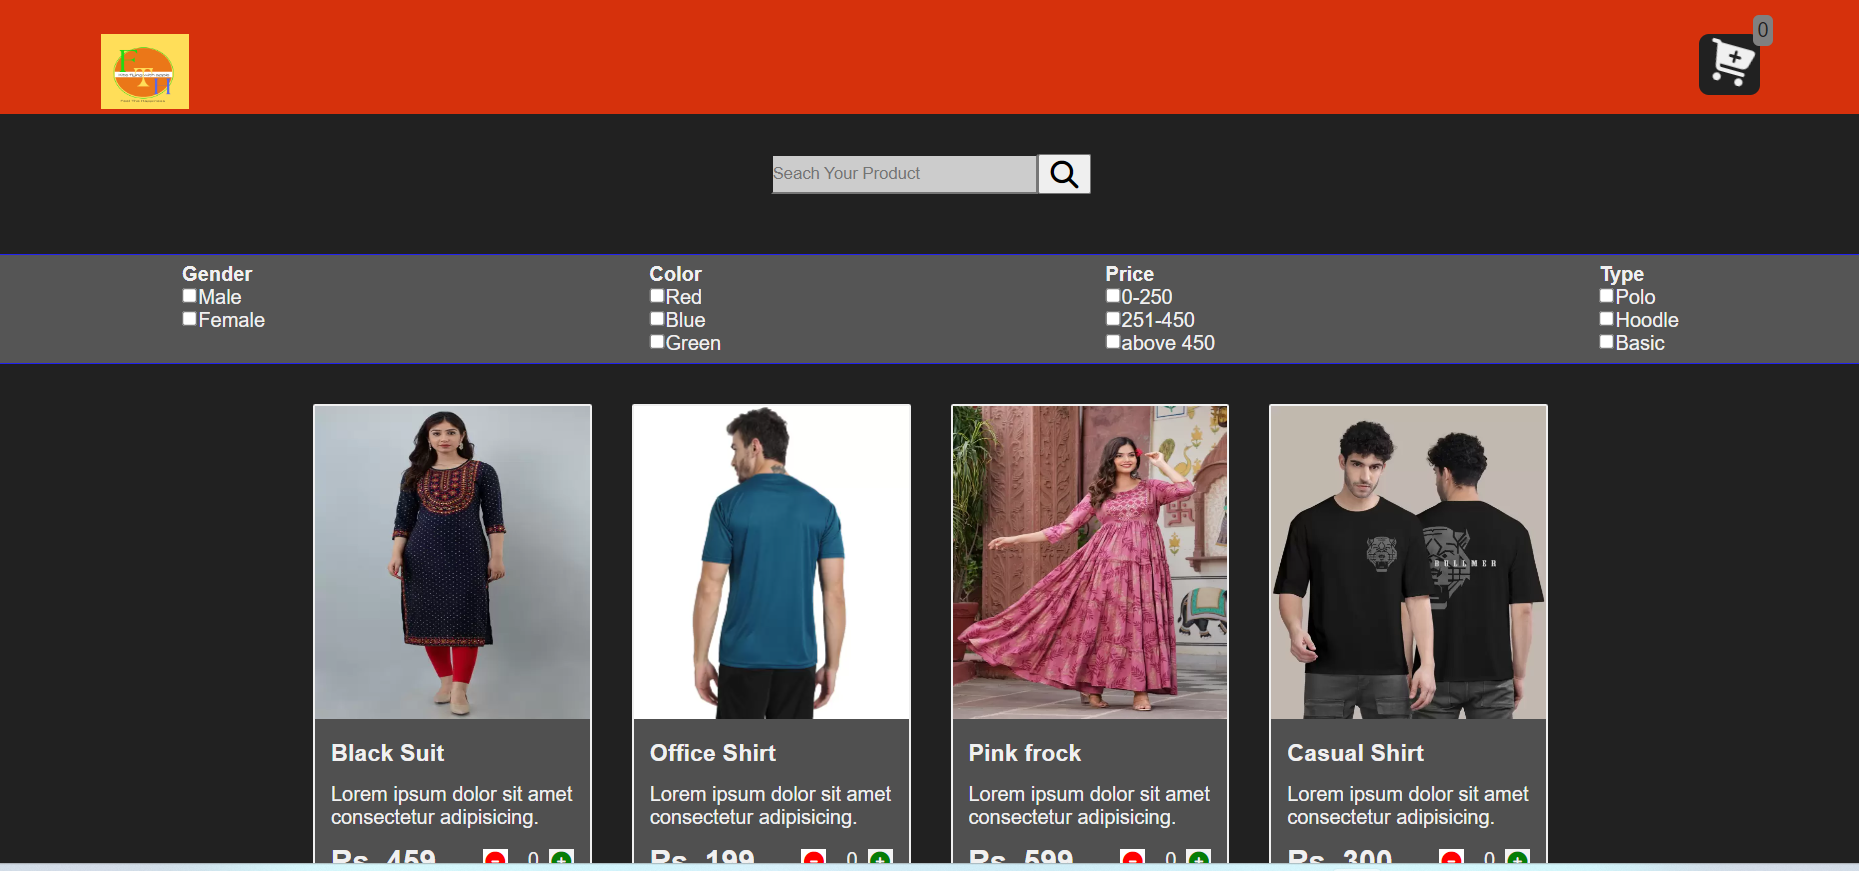 0
Seach Your Product
Gender
Male
Female
Color
Red
Blue
Green
Price
0-250
251-450
above 450
Type
Polo
Hoodle
Basic
BULLMER
Black Suit
Lorem ipsum dolor sit amet
consectetur adipisicing.
Rs. 459 0
Office Shirt
Lorem ipsum dolor sit amet
consectetur adipisicing.
Rs. 199 0
Pink frock
Lorem ipsum dolor sit amet
consectetur adipisicing.
Rs. 599 0
Casual Shirt
Lorem ipsum dolor sit amet
consectetur adipisicing.
Rs. 300 0